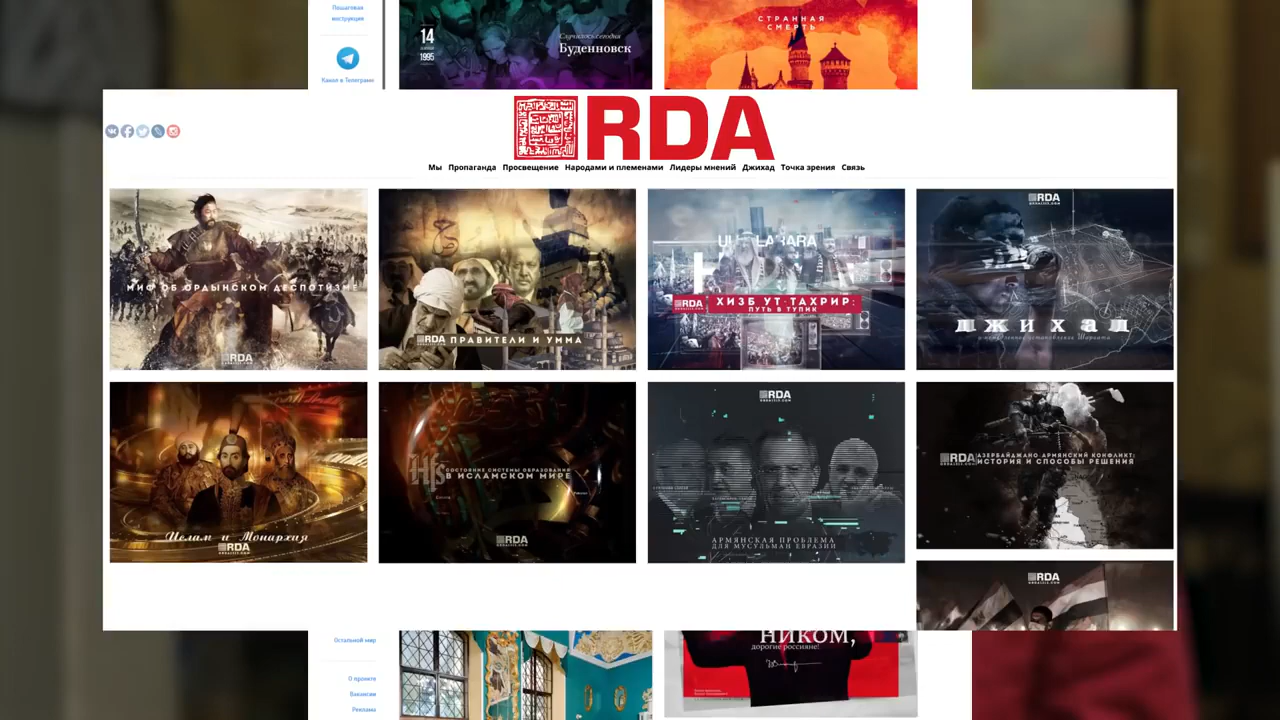 Пошаговая
инструкция
14
1995
Случилось сегодня
Буденновск
СТРАННАЯ
СМЕРТЬ
Канал в Телеграме
RDA
Мы Пропаганда Просвещение Народами и племенами Лидеры мнений Джихад Точка зрения Связь
МИФ ОБ ОРДЫНСКОМ ДЕСПОТИЗМЕ
RDA
RDA ПРАВИТЕЛИ И УММА
RDA ХИЗБ УТ-ТАХРИР:
ПУТЬ В ТУПИК
RDA
ДЖИХАД
Ислам и Монархия
RDA
СОСТОЯНИЕ СИСТЕМЫ ОБРАЗОВАНИЯ
В ИСЛАМСКОМ МИРЕ
RDA
RDA
АРМЯНСКАЯ ПРОБЛЕМА
ДЛЯ МУСУЛЬМАН ЕВРАЗИИ
RDA АЗЕРБАЙДЖАНО-АРМЯНСКИЙ КОНФЛИКТ:
ИСТОРИЯ И СПОСОБЫ РЕШЕНИЯ
RDA
Остальной мир
О проекте
Вакансии
Реклама
НИКОМ,
дорогие россияне!